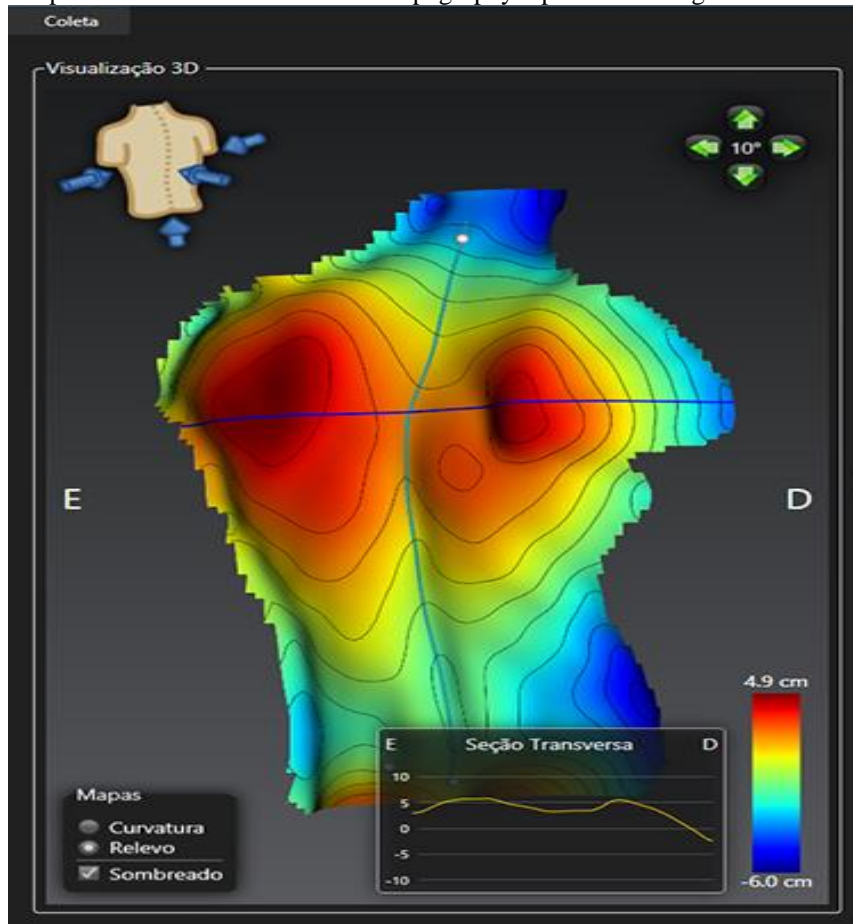 Coleta
Visualização 3D
10°
E
D
4.9 cm
E Seção Transversa D
10
5
0
-5
-10
Mapas
Curvatura
Relevo
Sombreado
-6.0 cm